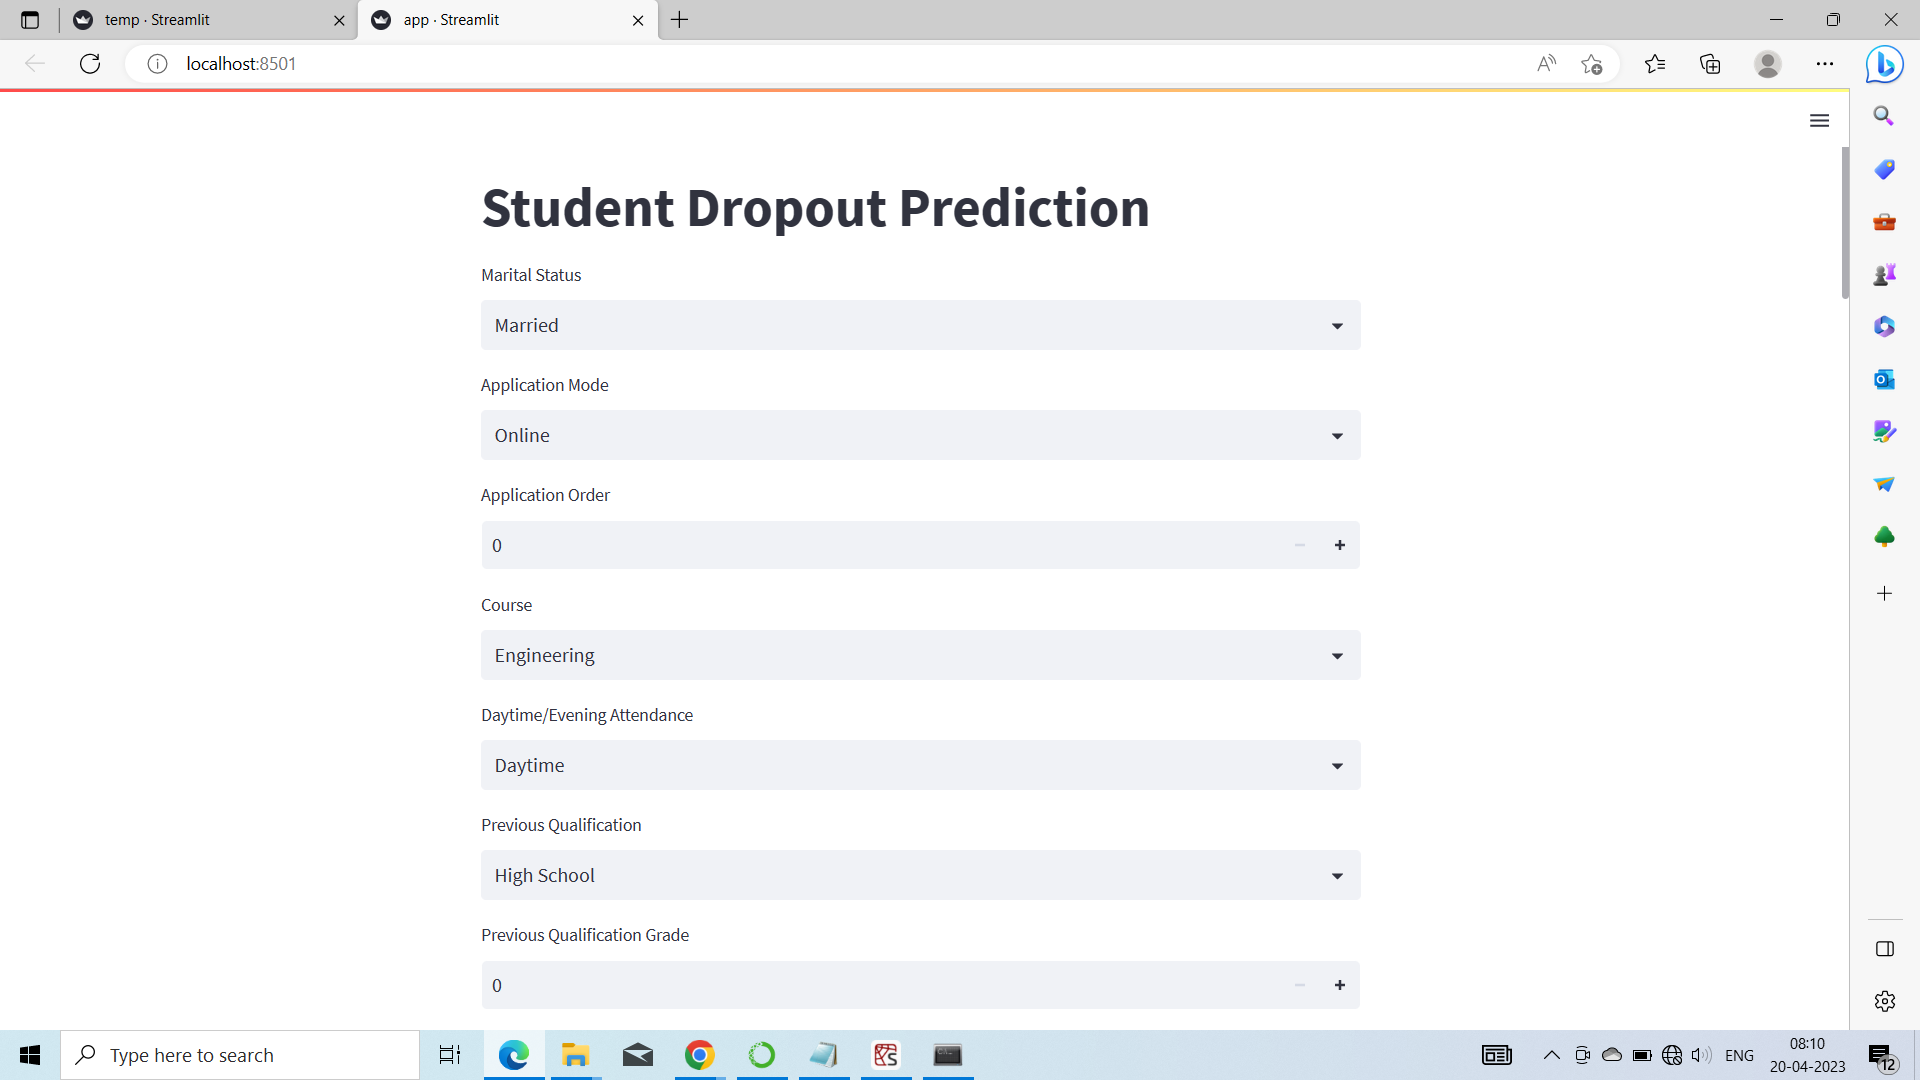 temp · Streamlit
app · Streamlit
localhost:8501
Student Dropout Prediction
Marital Status
Married
Application Mode
Online
Application Order
0
Course
Engineering
Daytime/Evening Attendance
Daytime
Previous Qualification
High School
Previous Qualification Grade
0
Type here to search
ENG
08:10
20-04-2023
12